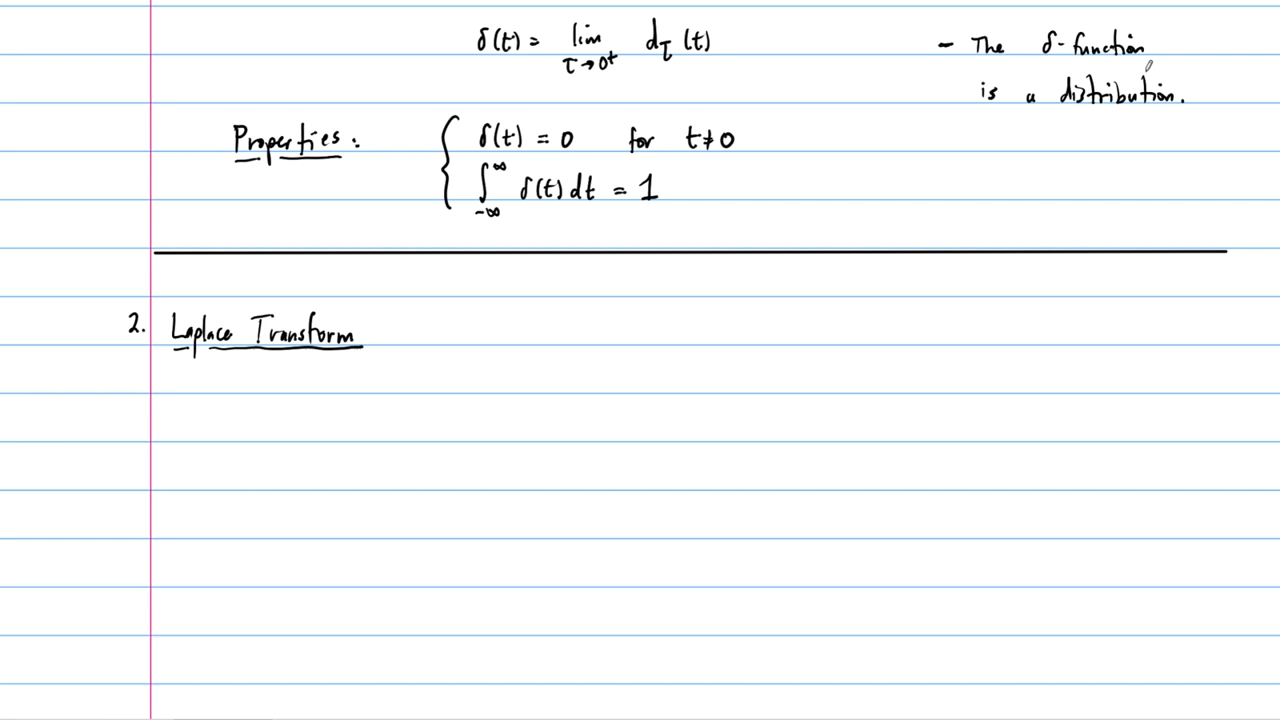 δ(t) = lim d_τ (t)
τ→0⁺
- The δ-function
is a distribution.
Properties: { δ(t) = 0 for t≠0
∫_{-∞}^{∞} δ(t) dt = 1
2. Laplace Transform